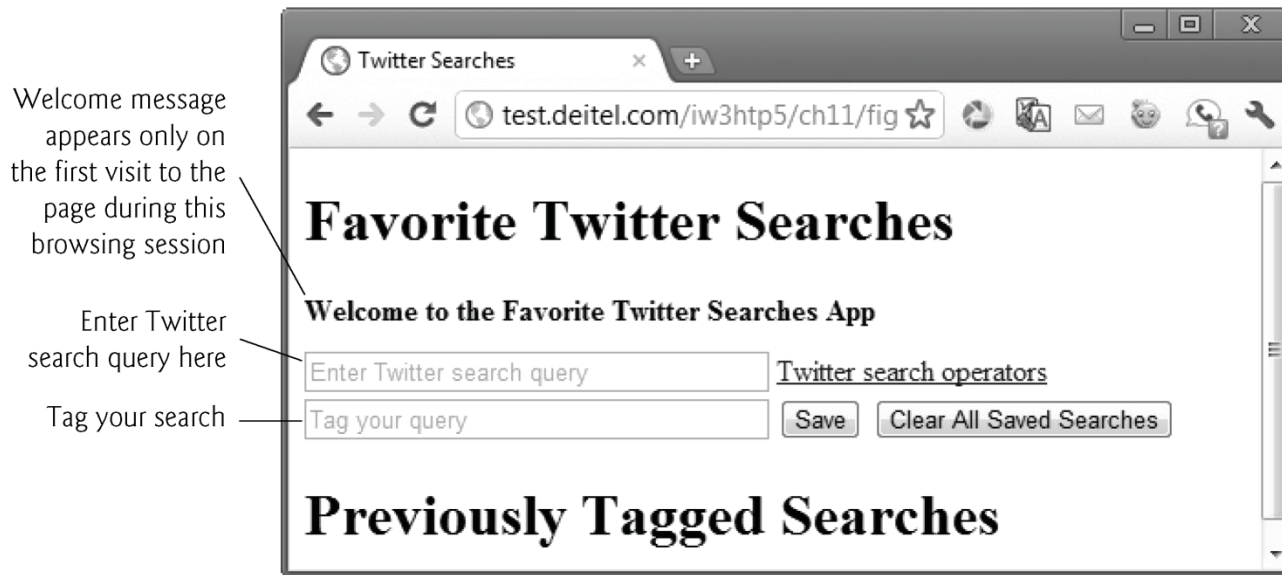 Twitter Searches
test.deitel.com/iw3htp5/ch11/fig
Welcome message
appears only on
the first visit to the
page during this
browsing session
Favorite Twitter Searches
Welcome to the Favorite Twitter Searches App
Enter Twitter
search query here
Enter Twitter search query Twitter search operators
Tag your search
Tag your query Save Clear All Saved Searches
Previously Tagged Searches